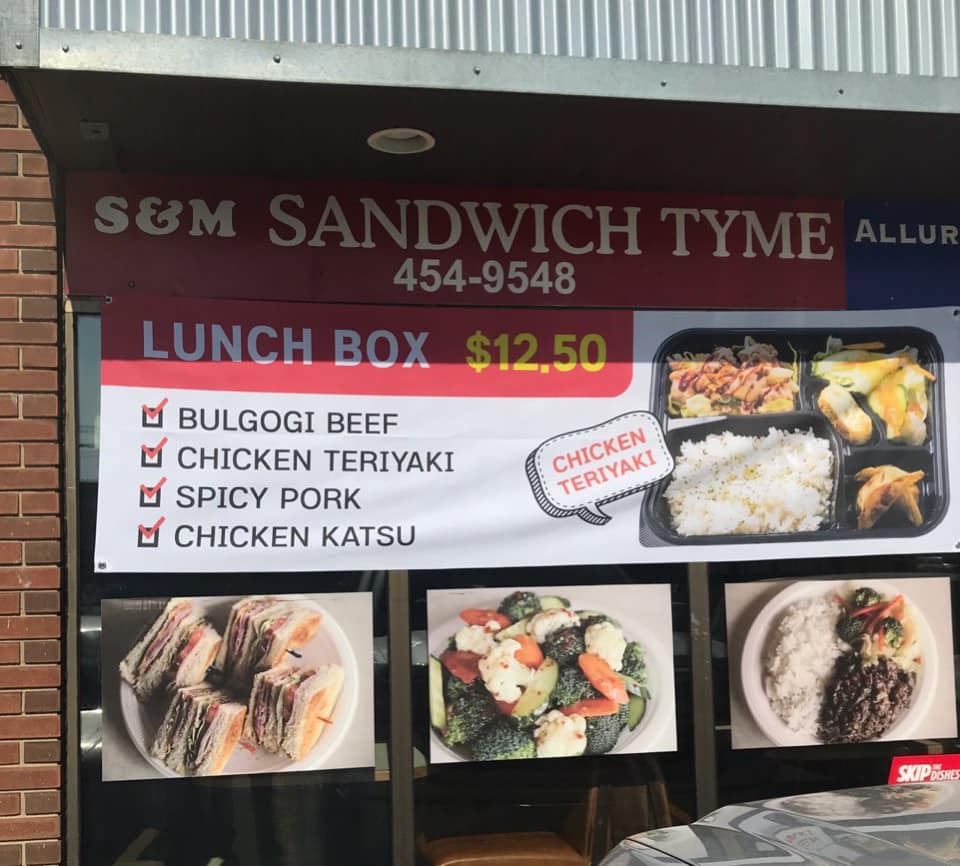 S&M SANDWICH TYME
454-9548
ALLUR
LUNCH BOX $12.50
BULGOGI BEEF
CHICKEN TERIYAKI
SPICY PORK
CHICKEN KATSU
CHICKEN
TERIYAKI
SKIP THE DISHES